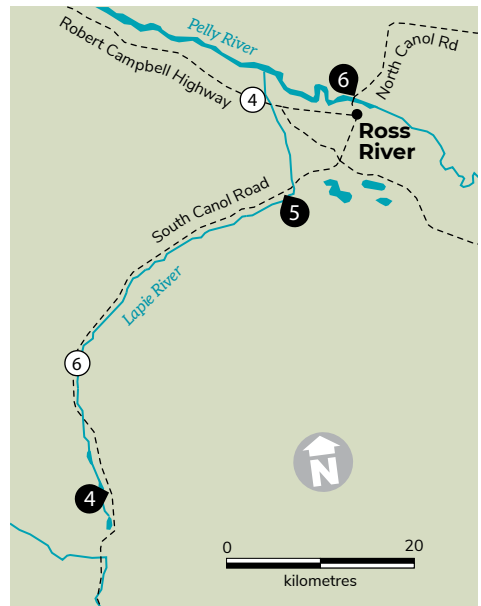 Pelly River
Robert Campbell Highway
North Canol Rd
6
4
Ross
River
South Canol Road
5
Lapie River
6
N
4
0
20
kilometres